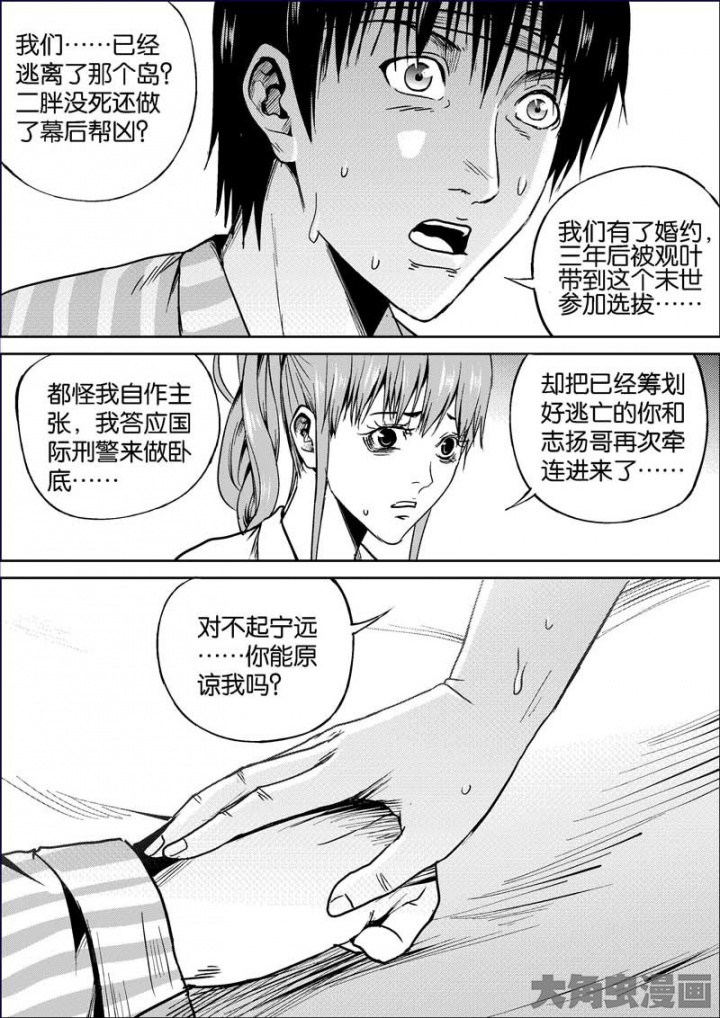 我们……已经
逃离了那个岛？
二胖没死还做
了幕后帮凶？
我们有了婚约，
三年后被观叶
带到这个末世
参加选拔……
都怪我自作主
张，我答应国
际刑警来做卧
底……
却把已经筹划
好逃亡的你和
志扬哥再次牵
连进来了……
对不起宁远
……你能原
谅我吗？
大角虫漫画